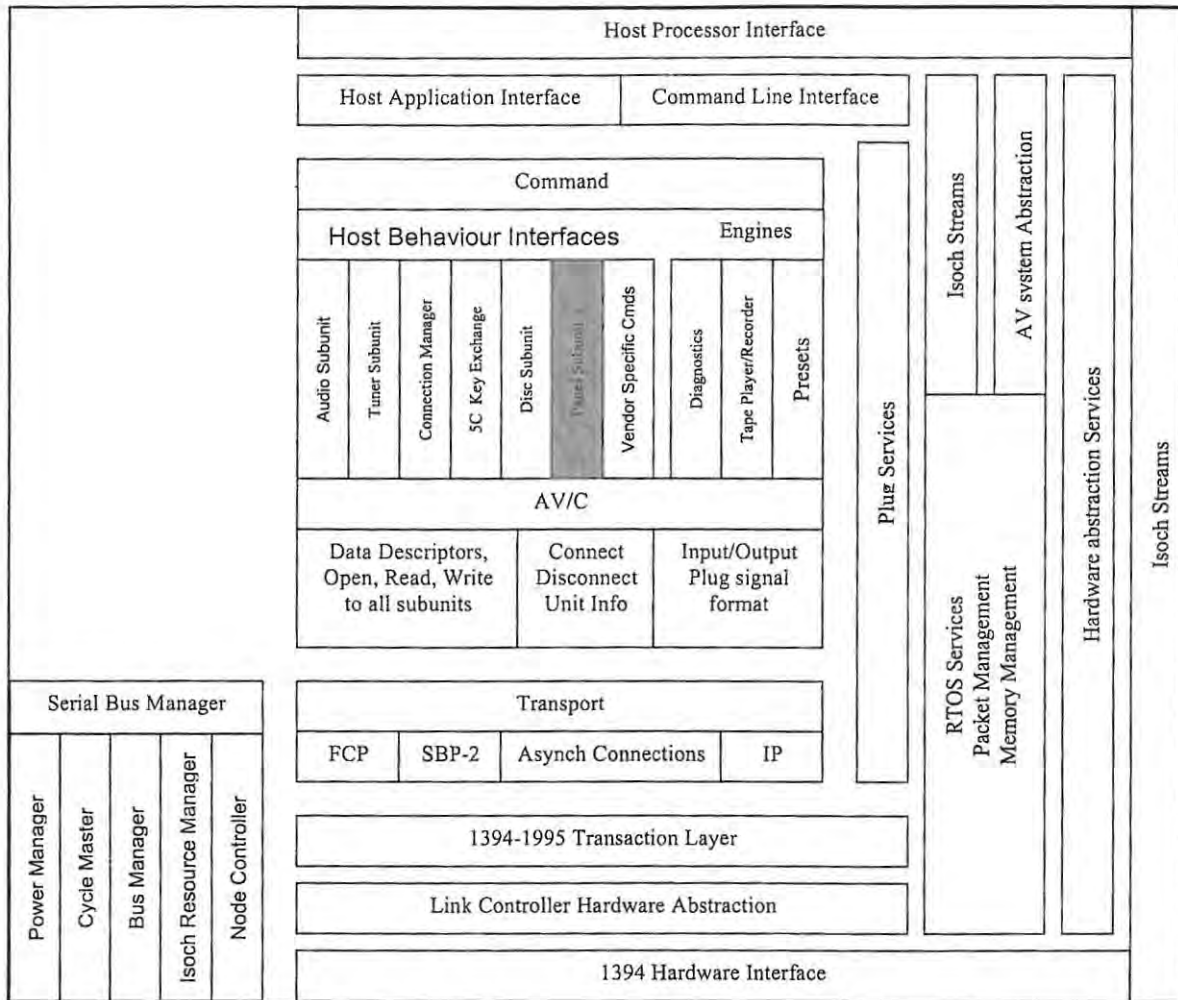 Host Processor Interface
Host Application Interface
Command Line Interface
Command
Host Behaviour Interfaces
Engines
Audio Subunit
Tuner Subunit
Connection Manager
5C Key Exchange
Disc Subunit
Panel Subunit
Vendor Specific Cmds
Diagnostics
Tape Player/Recorder
Presets
AV/C
Data Descriptors,
Open, Read, Write
to all subunits
Connect
Disconnect
Unit Info
Input/Output
Plug signal
format
Plug Services
Isoch Streams
AV system Abstraction
RTOS Services
Packet Management
Memory Management
Hardware abstraction Services
Isoch Streams
Serial Bus Manager
Power Manager
Cycle Master
Bus Manager
Isoch Resource Manager
Node Controller
Transport
FCP
SBP-2
Asynch Connections
IP
1394-1995 Transaction Layer
Link Controller Hardware Abstraction
1394 Hardware Interface